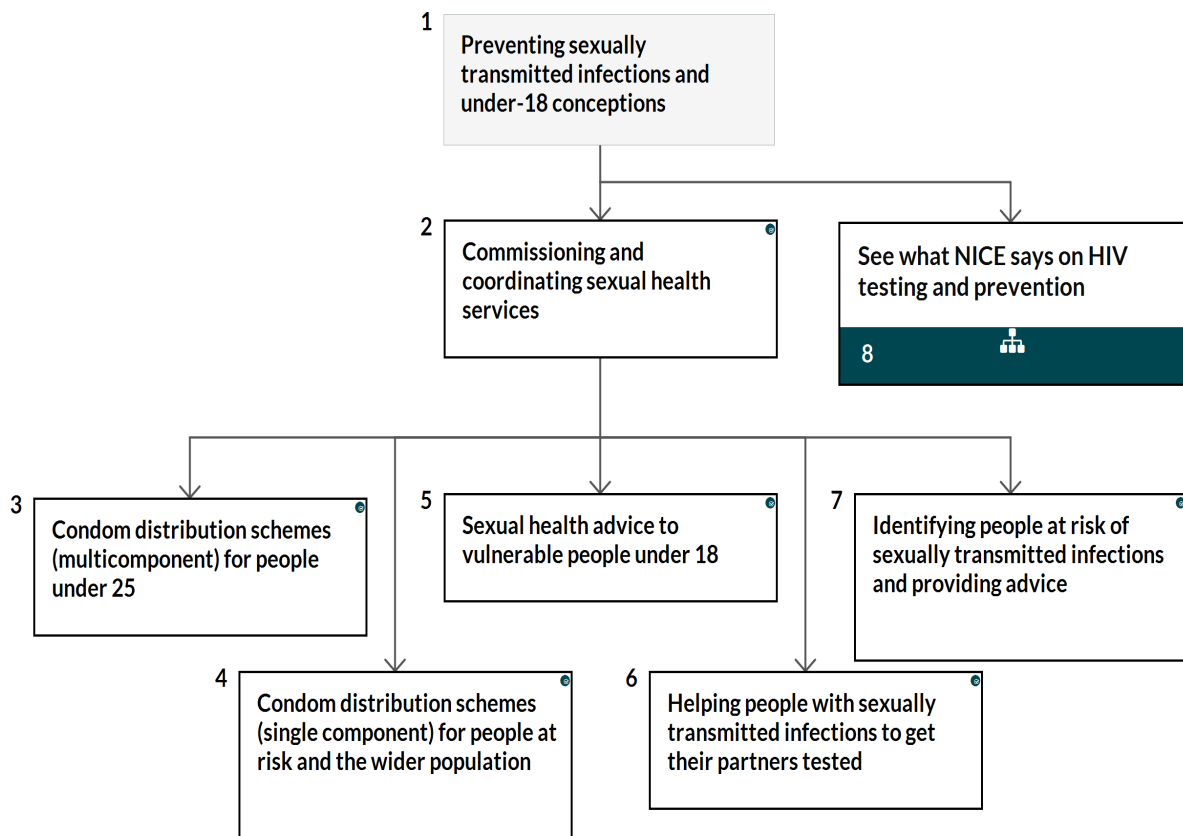 1
Preventing sexually
transmitted infections and
under-18 conceptions
2
Commissioning and
coordinating sexual health
services
See what NICE says on HIV
testing and prevention
8
3
Condom distribution schemes
(multicomponent) for people
under 25
5
Sexual health advice to
vulnerable people under 18
7
Identifying people at risk of
sexually transmitted infections
and providing advice
4
Condom distribution schemes
(single component) for people at
risk and the wider population
6
Helping people with sexually
transmitted infections to get
their partners tested